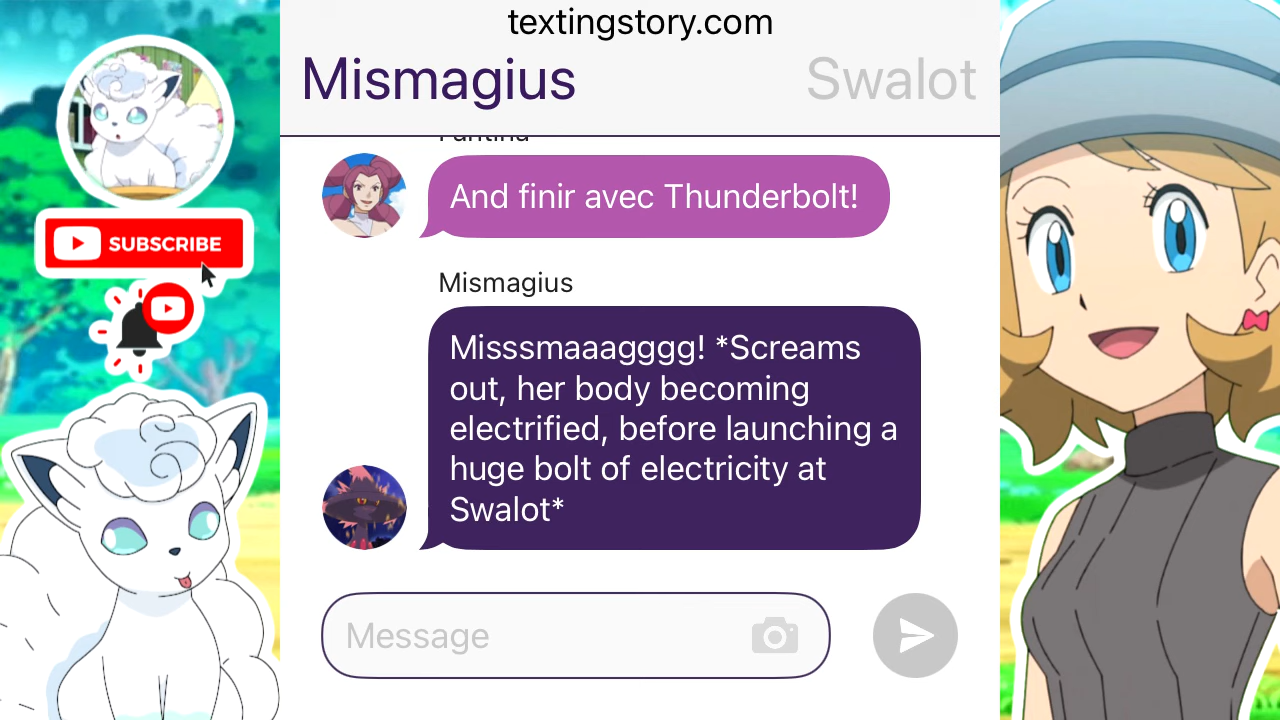 textingstory.com
Mismagius
Swalot
Fantina
And finir avec Thunderbolt!
Mismagius
Misssmaaagggg! *Screams
out, her body becoming
electrified, before launching a
huge bolt of electricity at
Swalot*
Message
SUBSCRIBE